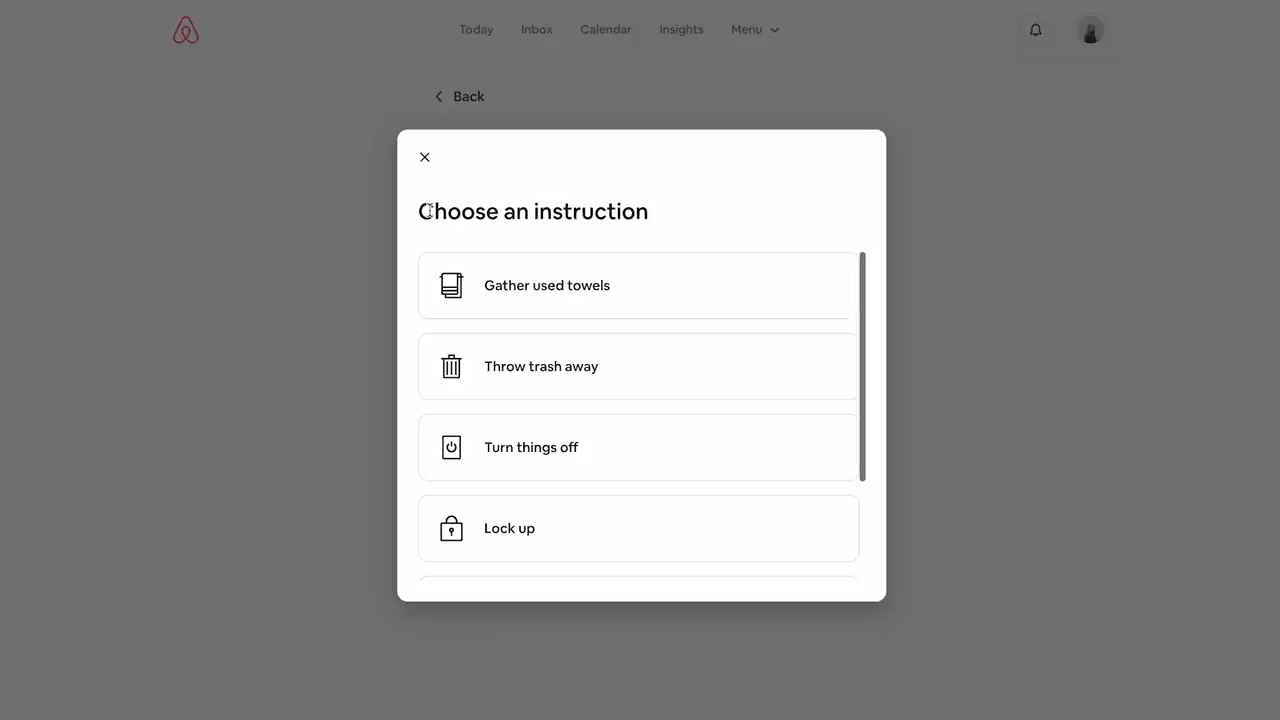 Today Inbox Calendar Insights Menu
Back
Choose an instruction
Gather used towels
Throw trash away
Turn things off
Lock up